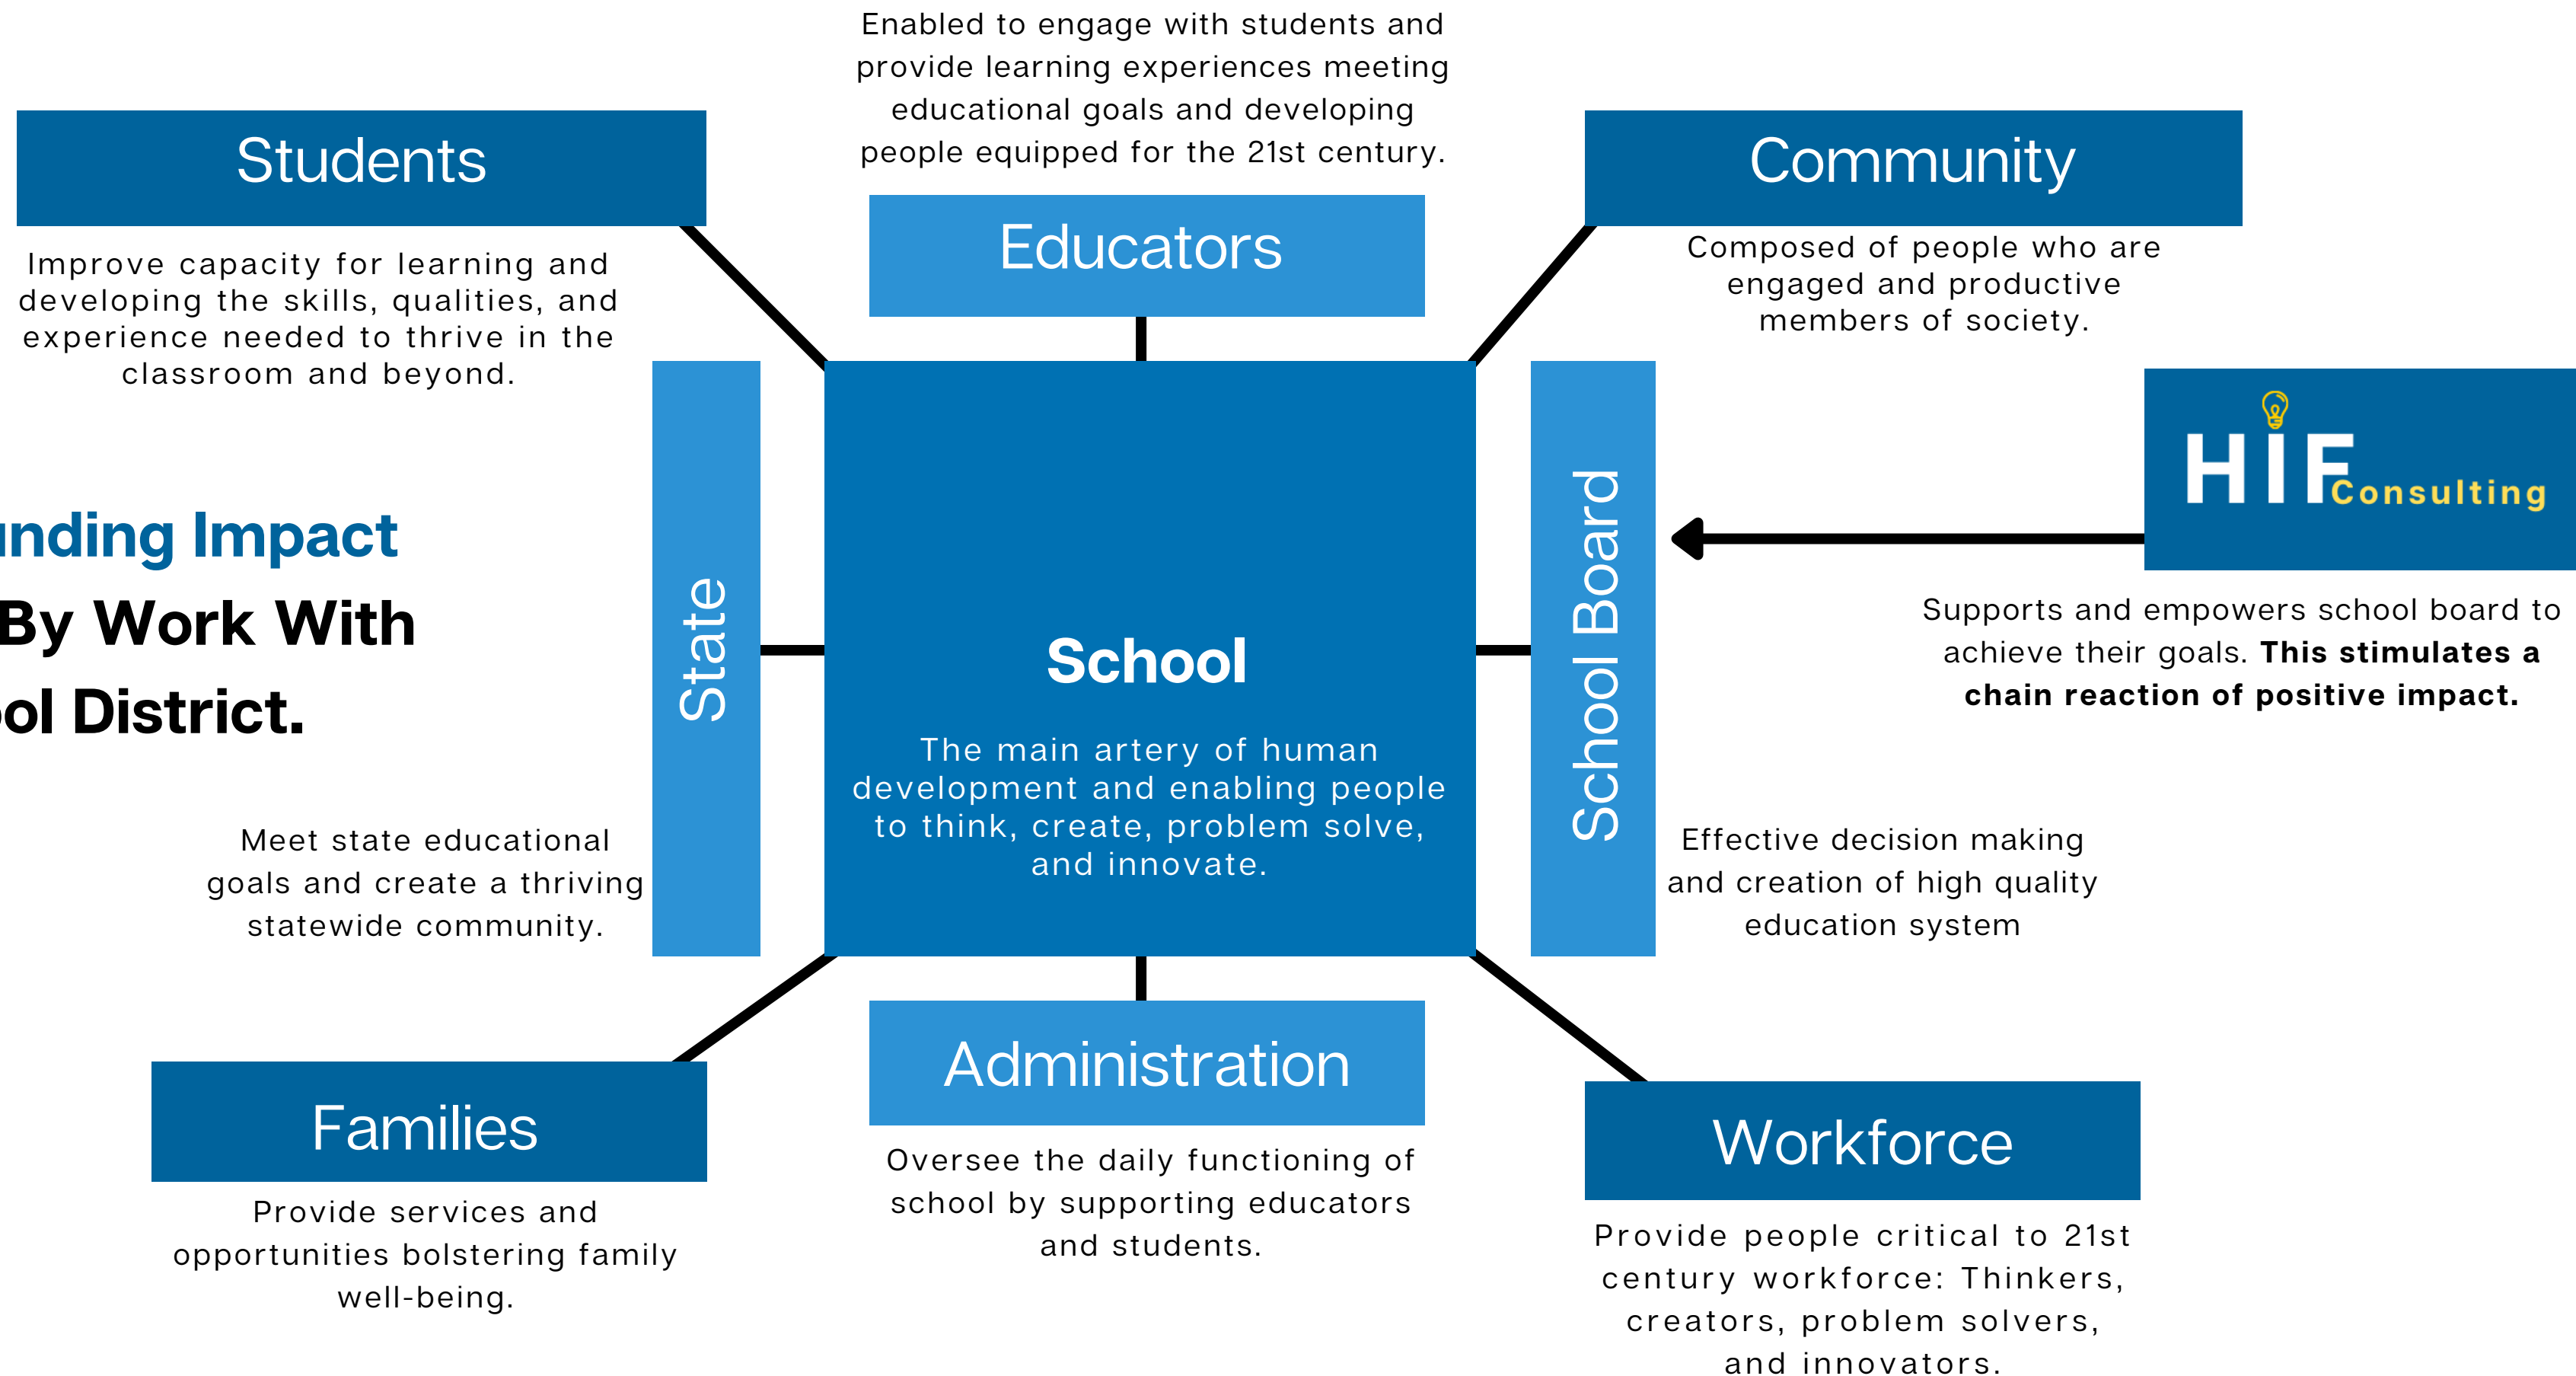 Enabled to engage with students and
provide learning experiences meeting
educational goals and developing
people equipped for the 21st century.
Students
Educators
Community
Improve capacity for learning and
developing the skills, qualities, and
experience needed to thrive in the
classroom and beyond.
Composed of people who are
engaged and productive
members of society.
HIF Consulting
Impact
By Work With
District.
State
School
The main artery of human
development and enabling people
to think, create, problem solve,
and innovate.
School Board
Supports and empowers school board to
achieve their goals. This stimulates a
chain reaction of positive impact.
Meet state educational
goals and create a thriving
statewide community.
Effective decision making
and creation of high quality
education system
Families
Administration
Workforce
Provide services and
opportunities bolstering family
well-being.
Oversee the daily functioning of
school by supporting educators
and students.
Provide people critical to 21st
century workforce: Thinkers,
creators, problem solvers,
and innovators.